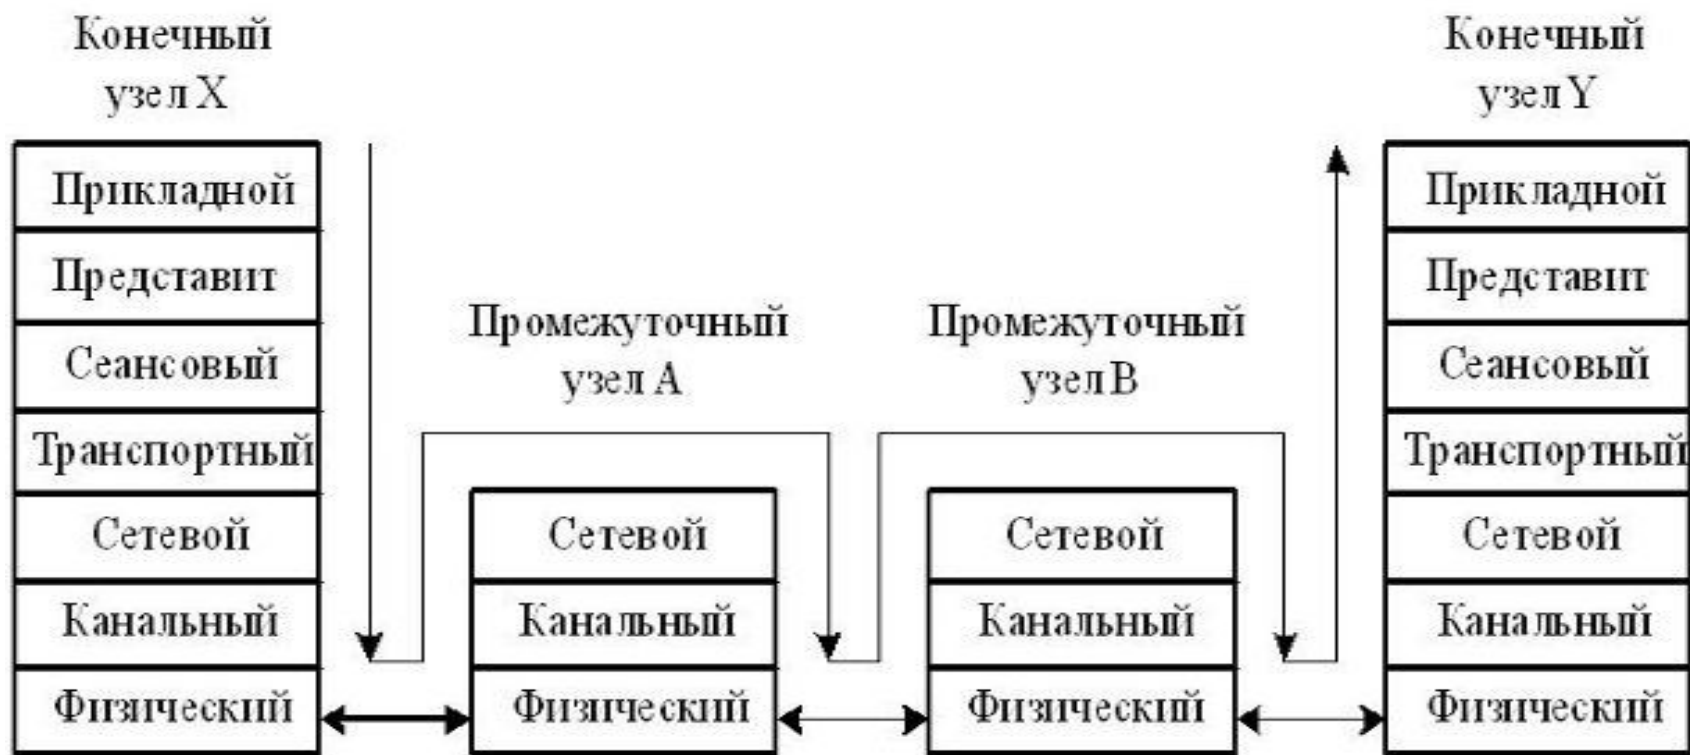 Конечный
узел X
Прикладной
Представит
Сеансовый
Транспортный
Сетевой
Канальный
Физический
Промежуточный
узел A
Сетевой
Канальный
Физический
Промежуточный
узел B
Сетевой
Канальный
Физический
Конечный
узел Y
Прикладной
Представит
Сеансовый
Транспортный
Сетевой
Канальный
Физический